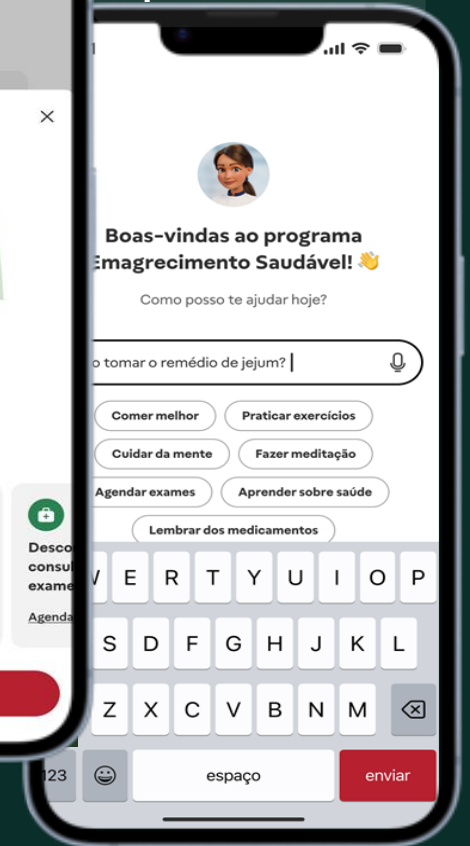 Boas-vindas ao programa
Emagrecimento Saudável! 👋
Como posso te ajudar hoje?
o tomar o remédio de jejum?
Comer melhor
Praticar exercícios
Cuidar da mente
Fazer meditação
Agendar exames
Aprender sobre saúde
Lembrar dos medicamentos
Desco
consul
exame
Agenda
E R T Y U I O P
S D F G H J K L
Z X C V B N M
123
espaço
enviar